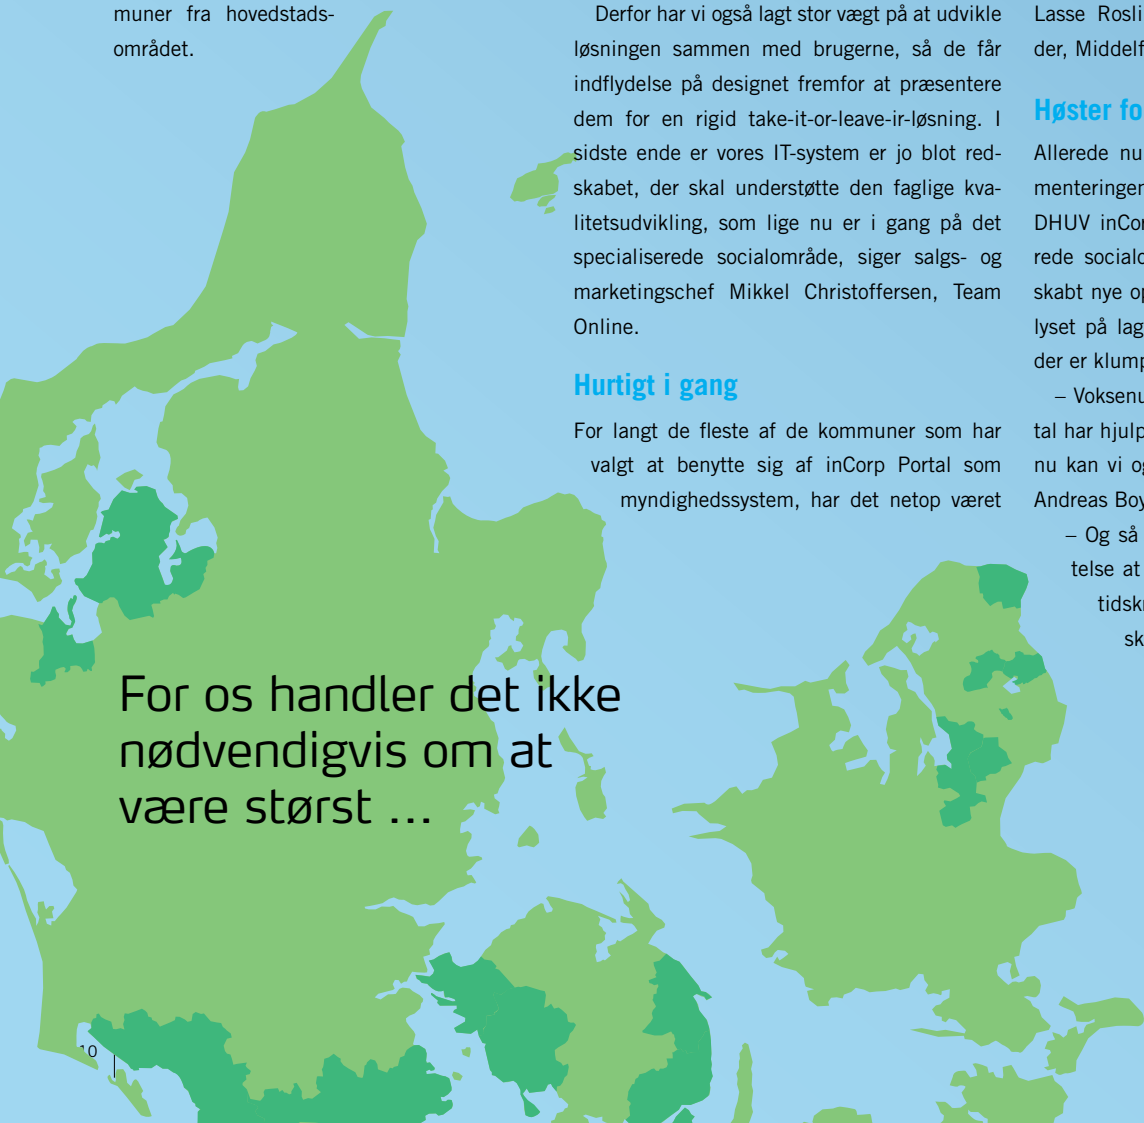 muner fra hovedstads-
området.
Derfor har vi også lagt stor vægt på at udvikle
løsningen sammen med brugerne, så de får
indflydelse på designet fremfor at præsentere
dem for en rigid take-it-or-leave-ir-løsning. I
sidste ende er vores IT-system er jo blot red-
skabet, der skal understøtte den faglige kva-
litetsudvikling, som lige nu er i gang på det
specialiserede socialområde, siger salgs- og
marketingschef Mikkel Christoffersen, Team
Online.
Hurtigt i gang
For langt de fleste af de kommuner som har
valgt at benytte sig af inCorp Portal som
myndighedssystem, har det netop været
Lasse Rosli
der, Middelf
Høster fo
Allerede nu
menteringen
DHUV inCor
rede socialo
skabt nye op
lyset på lag
der er klump
– Voksenu
tal har hjulp
nu kan vi og
Andreas Boy
– Og så
telse at
tidskr
sk
For os handler det ikke
nødvendigvis om at
være størst ...
10